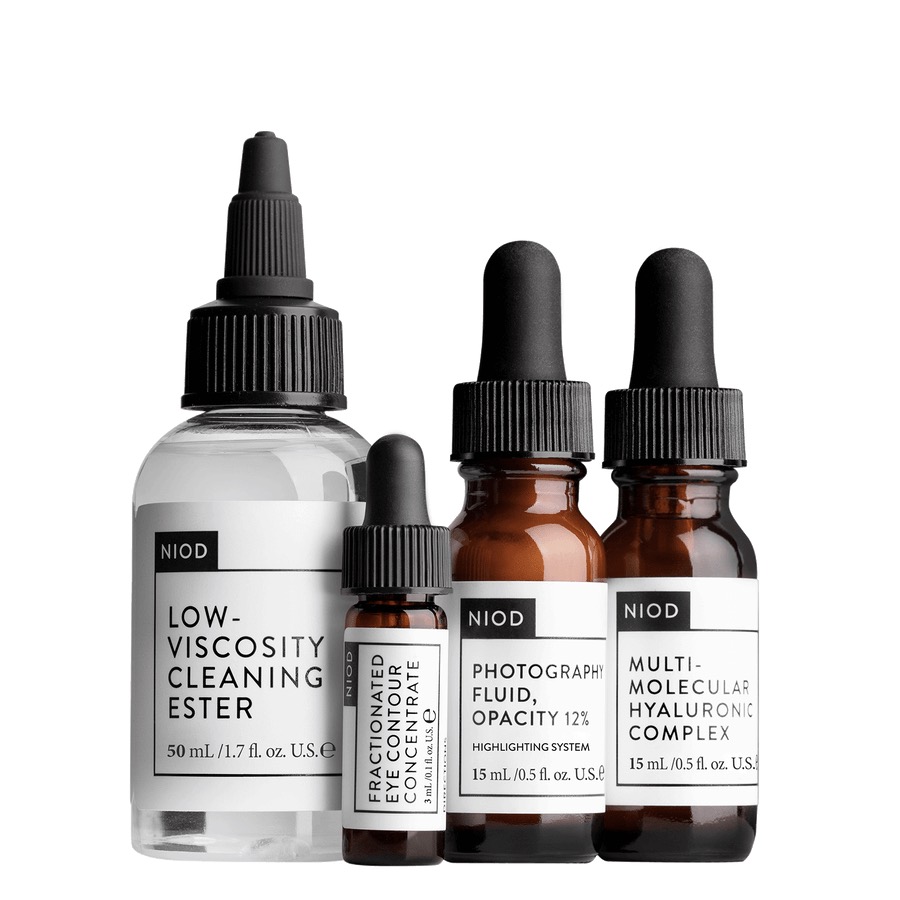 NIOD
LOW-
VISCOSITY
CLEANING
ESTER
50 mL /1.7 fl. oz. U.S.℮
NIOD
FRACTIONATED
EYE CONTOUR
CONCENTRATE
3 mL /0.1 fl. oz. U.S.℮
DIRECTIONS
NIOD
PHOTOGRAPHY
FLUID,
OPACITY 12%
HIGHLIGHTING SYSTEM
15 mL /0.5 fl. oz. U.S.℮
NIOD
MULTI-
MOLECULAR
HYALURONIC
COMPLEX
15 mL /0.5 fl. oz. U.S.℮